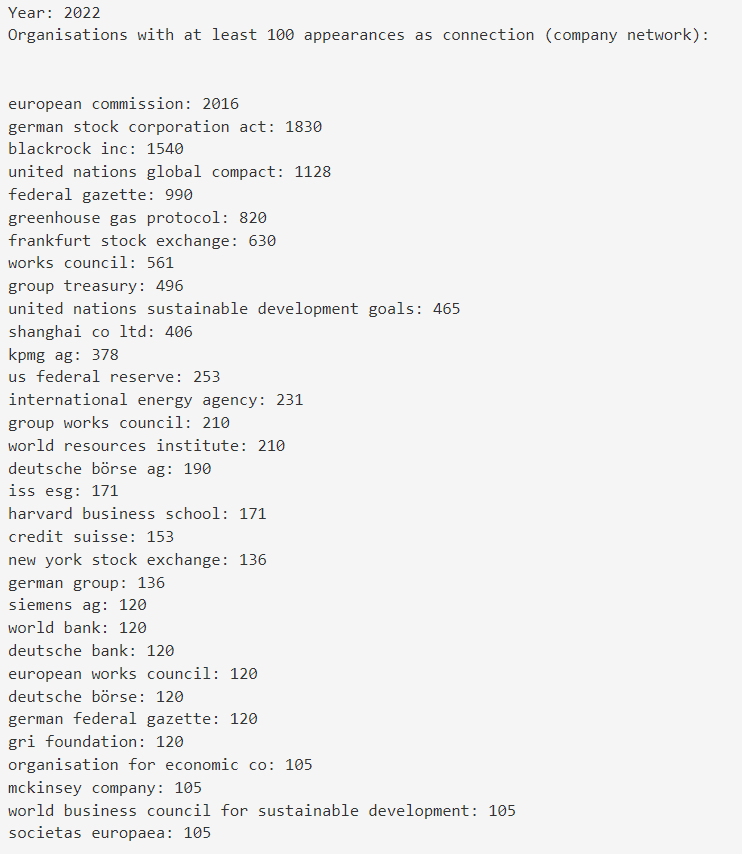 Year: 2022
Organisations with at least 100 appearances as connection (company network):
european commission: 2016
german stock corporation act: 1830
blackrock inc: 1540
united nations global compact: 1128
federal gazette: 990
greenhouse gas protocol: 820
frankfurt stock exchange: 630
works council: 561
group treasury: 496
united nations sustainable development goals: 465
shanghai co ltd: 406
kpmg ag: 378
us federal reserve: 253
international energy agency: 231
group works council: 210
world resources institute: 210
deutsche börse ag: 190
iss esg: 171
harvard business school: 171
credit suisse: 153
new york stock exchange: 136
german group: 136
siemens ag: 120
world bank: 120
deutsche bank: 120
european works council: 120
deutsche börse: 120
german federal gazette: 120
gri foundation: 120
organisation for economic co: 105
mckinsey company: 105
world business council for sustainable development: 105
societas europaea: 105